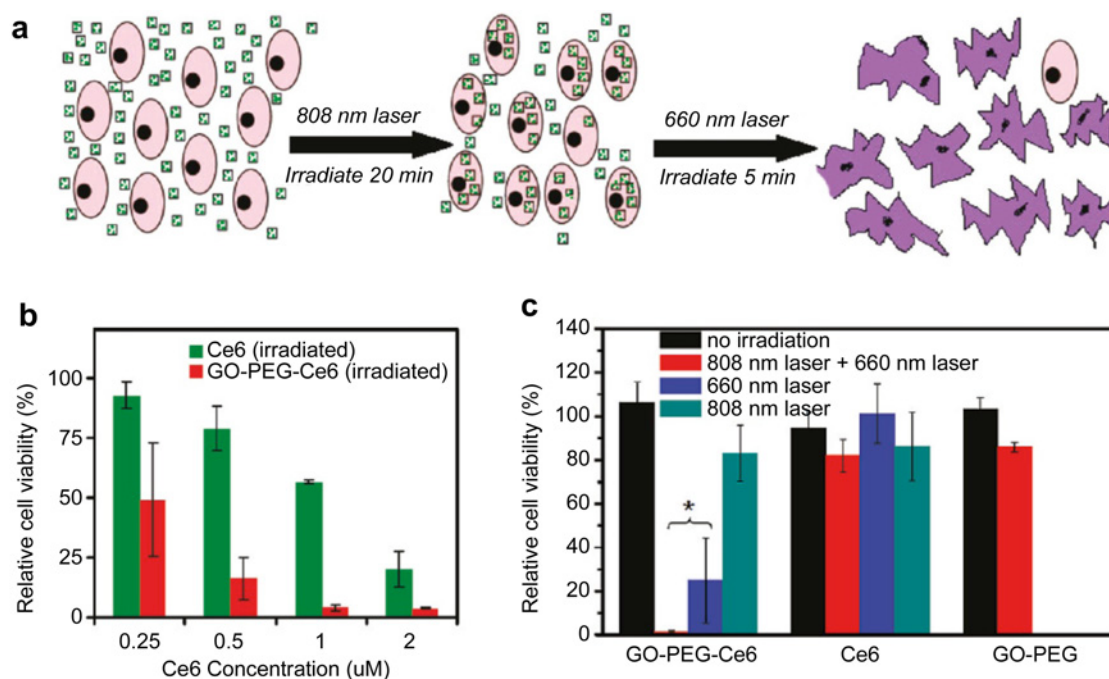 a
808 nm laser
Irradiate 20 min
660 nm laser
Irradiate 5 min
b
Ce6 (irradiated)
GO-PEG-Ce6 (irradiated)
Relative cell viability (%)
100
75
50
25
0
0.25 0.5 1 2
Ce6 Concentration (uM)
c
no irradiation
808 nm laser + 660 nm laser
660 nm laser
808 nm laser
Relative cell viability (%)
140
120
100
80
60
40
20
0
*
GO-PEG-Ce6 Ce6 GO-PEG